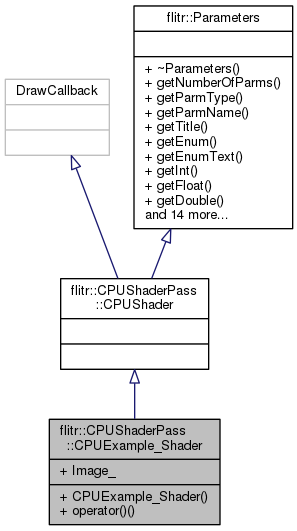 flitr::Parameters
+ ~Parameters()
+ getNumberOfParms()
+ getParmType()
+ getParmName()
+ getTitle()
+ getEnum()
+ getEnumText()
+ getInt()
+ getFloat()
+ getDouble()
and 14 more...
DrawCallback
flitr::CPUShaderPass
::CPUShader
flitr::CPUShaderPass
::CPUExample_Shader
+ Image_
+ CPUExample_Shader()
+ operator()()